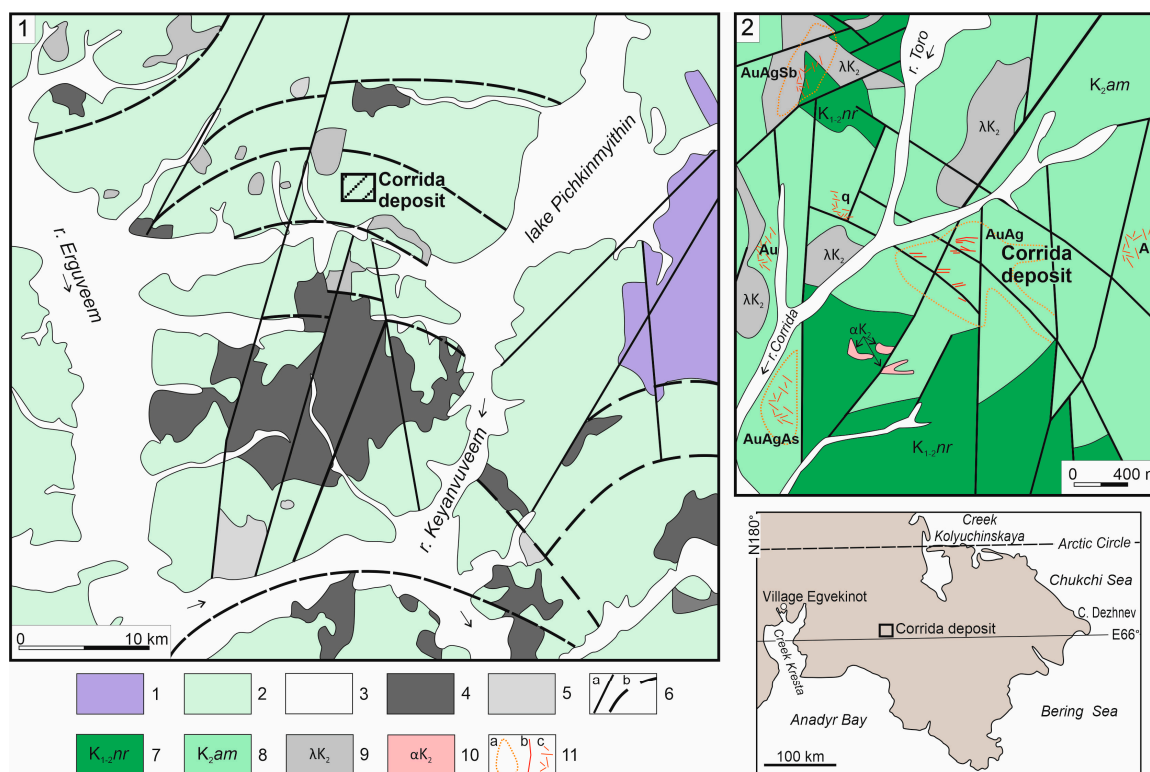 1
Corrida
deposit
lake Pichkinmyithin
r. Erguveem
r. Keyanvuveem
0 10 km
2
r. Toro
AuAgSb
λK₂
K₂am
K₁₋₂nr
λK₂
q
Au
AuAg
Corrida
deposit
A
λK₂
λK₂
r.Corrida
αK₂
AuAgAs
K₁₋₂nr
0 400 m
N180°
Creek
Kolyuchinskaya
Arctic Circle
Chukchi Sea
Village Egvekinot
C. Dezhnev
Corrida deposit
E66°
Creek Kresta
Anadyr Bay
Bering Sea
100 km
1
2
3
4
5
a b
6
K₁₋₂nr 7
K₂am 8
λK₂ 9
αK₂ 10
a b c
11